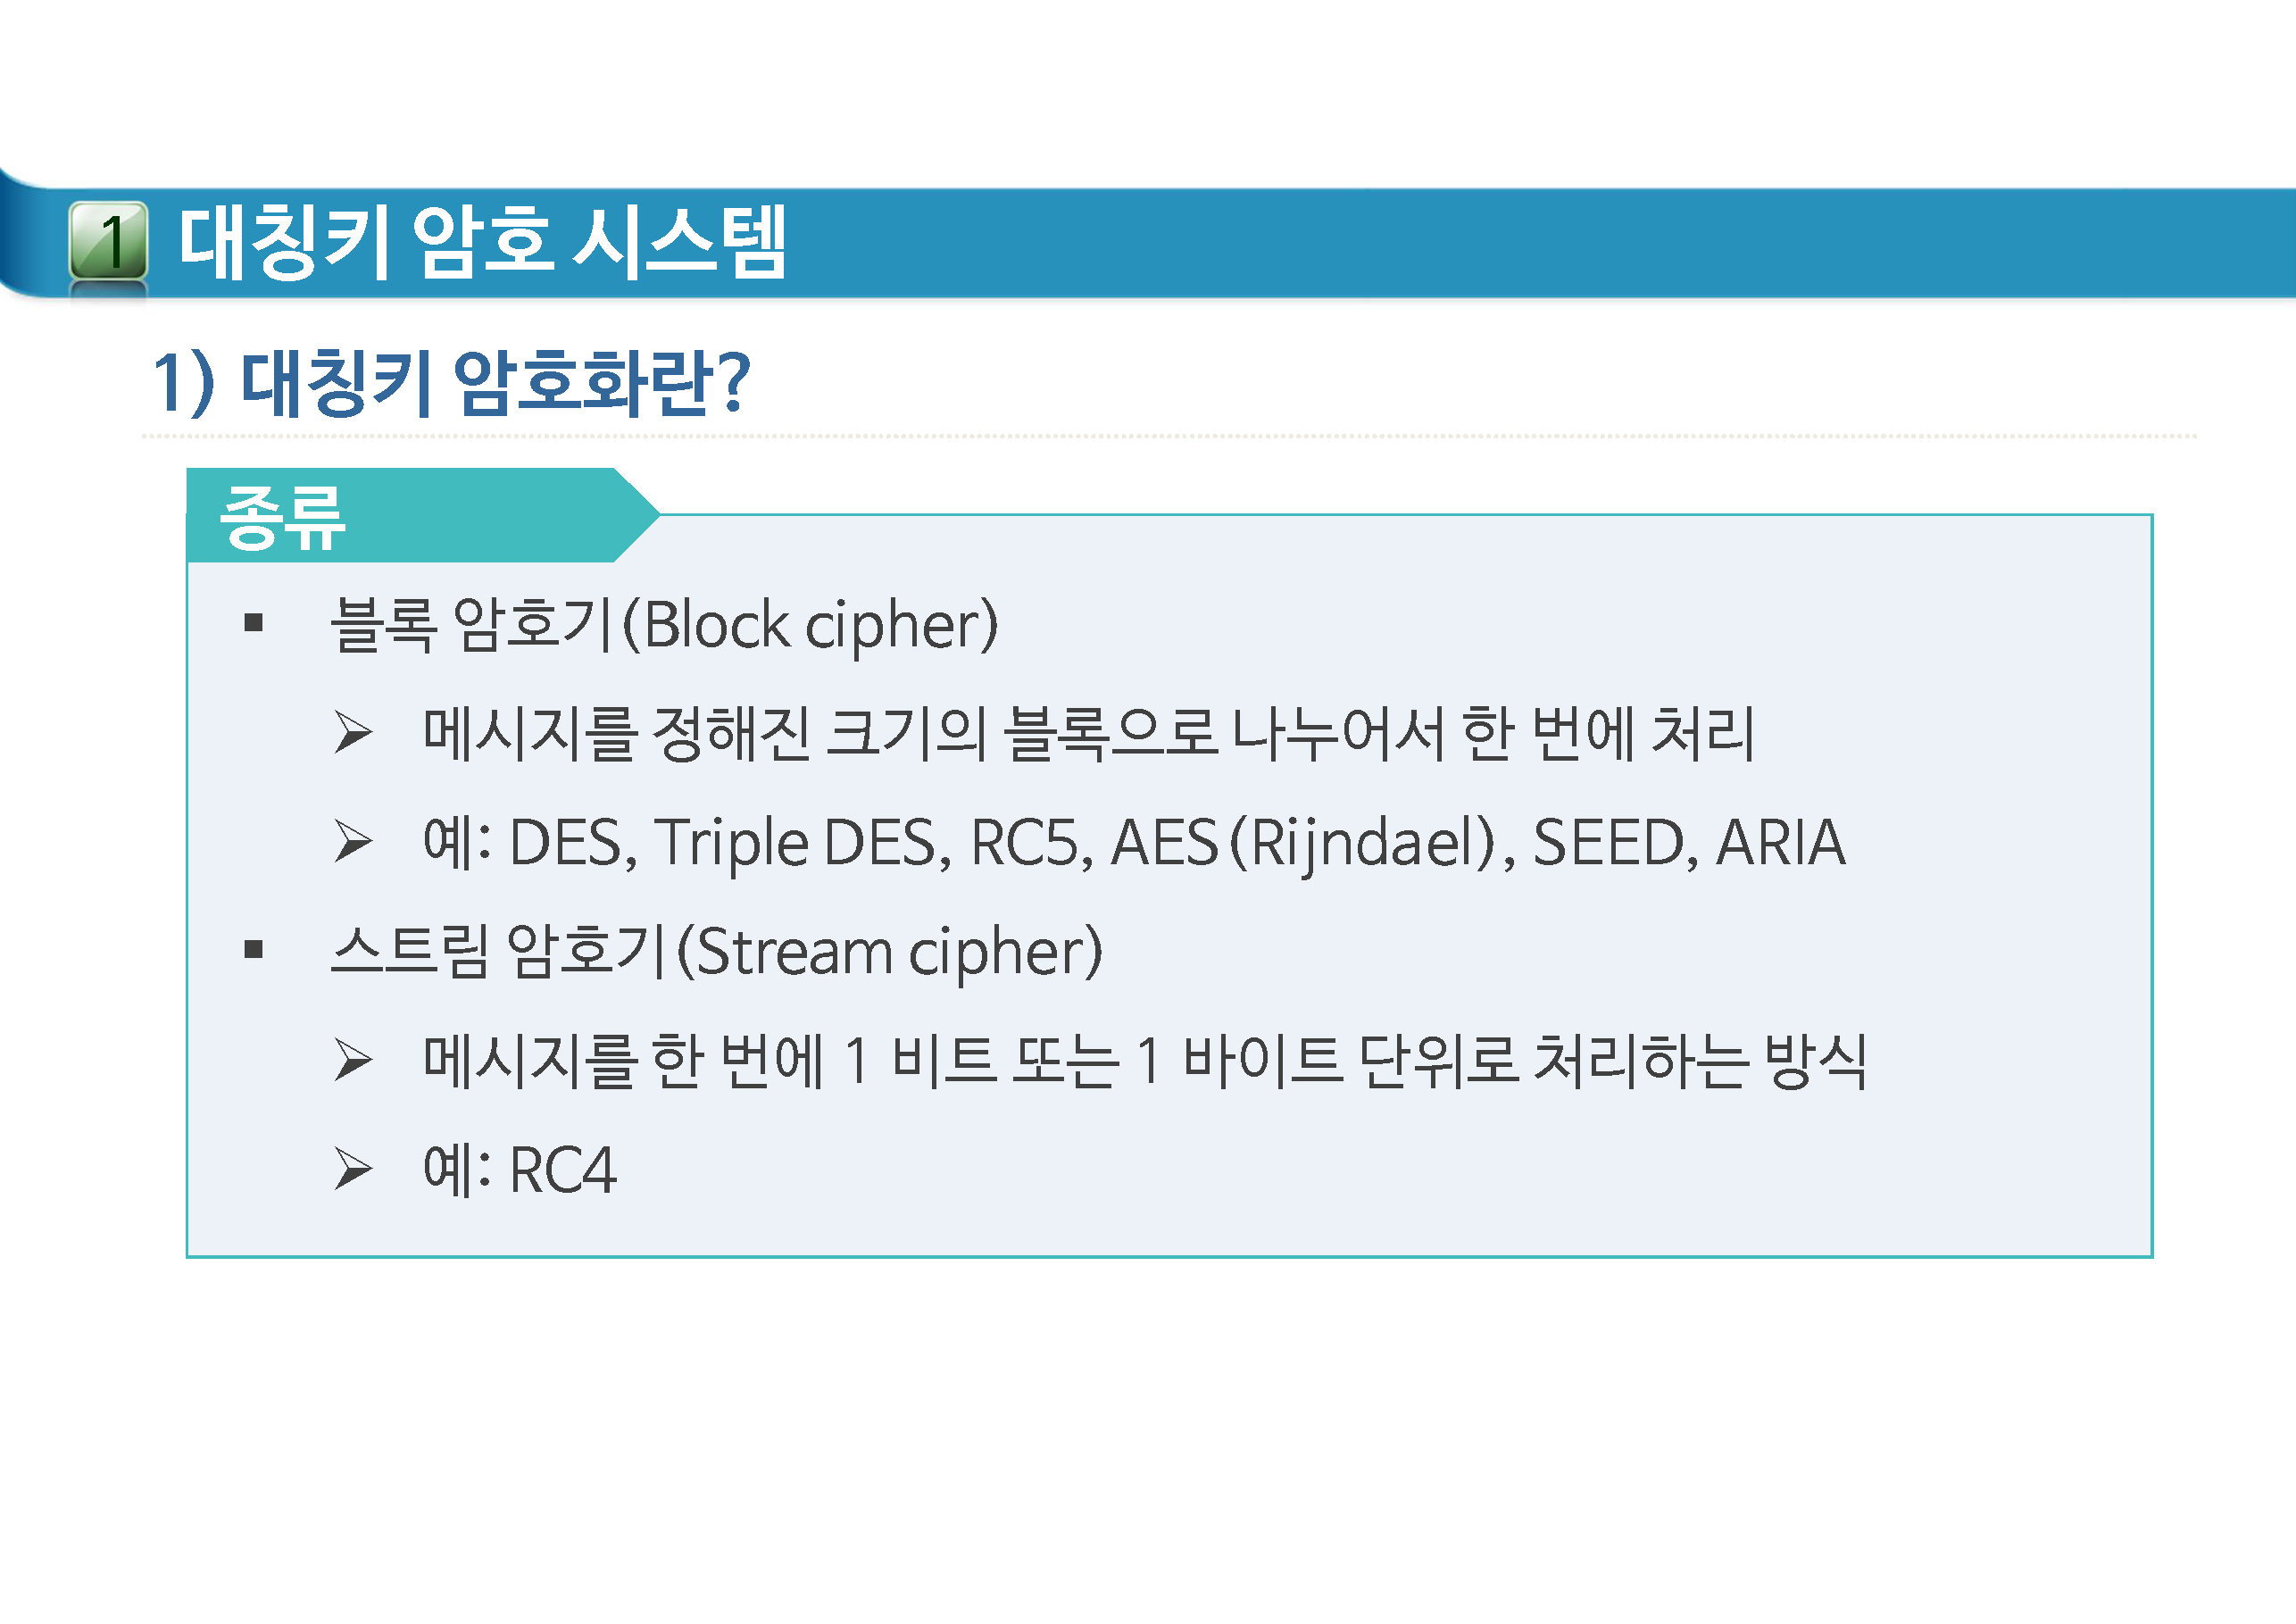 1 대칭키 암호 시스템
1) 대칭키 암호화란?
종류
▪ 블록 암호기(Block cipher)
➢ 메시지를 정해진 크기의 블록으로 나누어서 한 번에 처리
➢ 예: DES, Triple DES, RC5, AES(Rijndael), SEED, ARIA
▪ 스트림 암호기(Stream cipher)
➢ 메시지를 한 번에 1 비트 또는 1 바이트 단위로 처리하는 방식
➢ 예: RC4